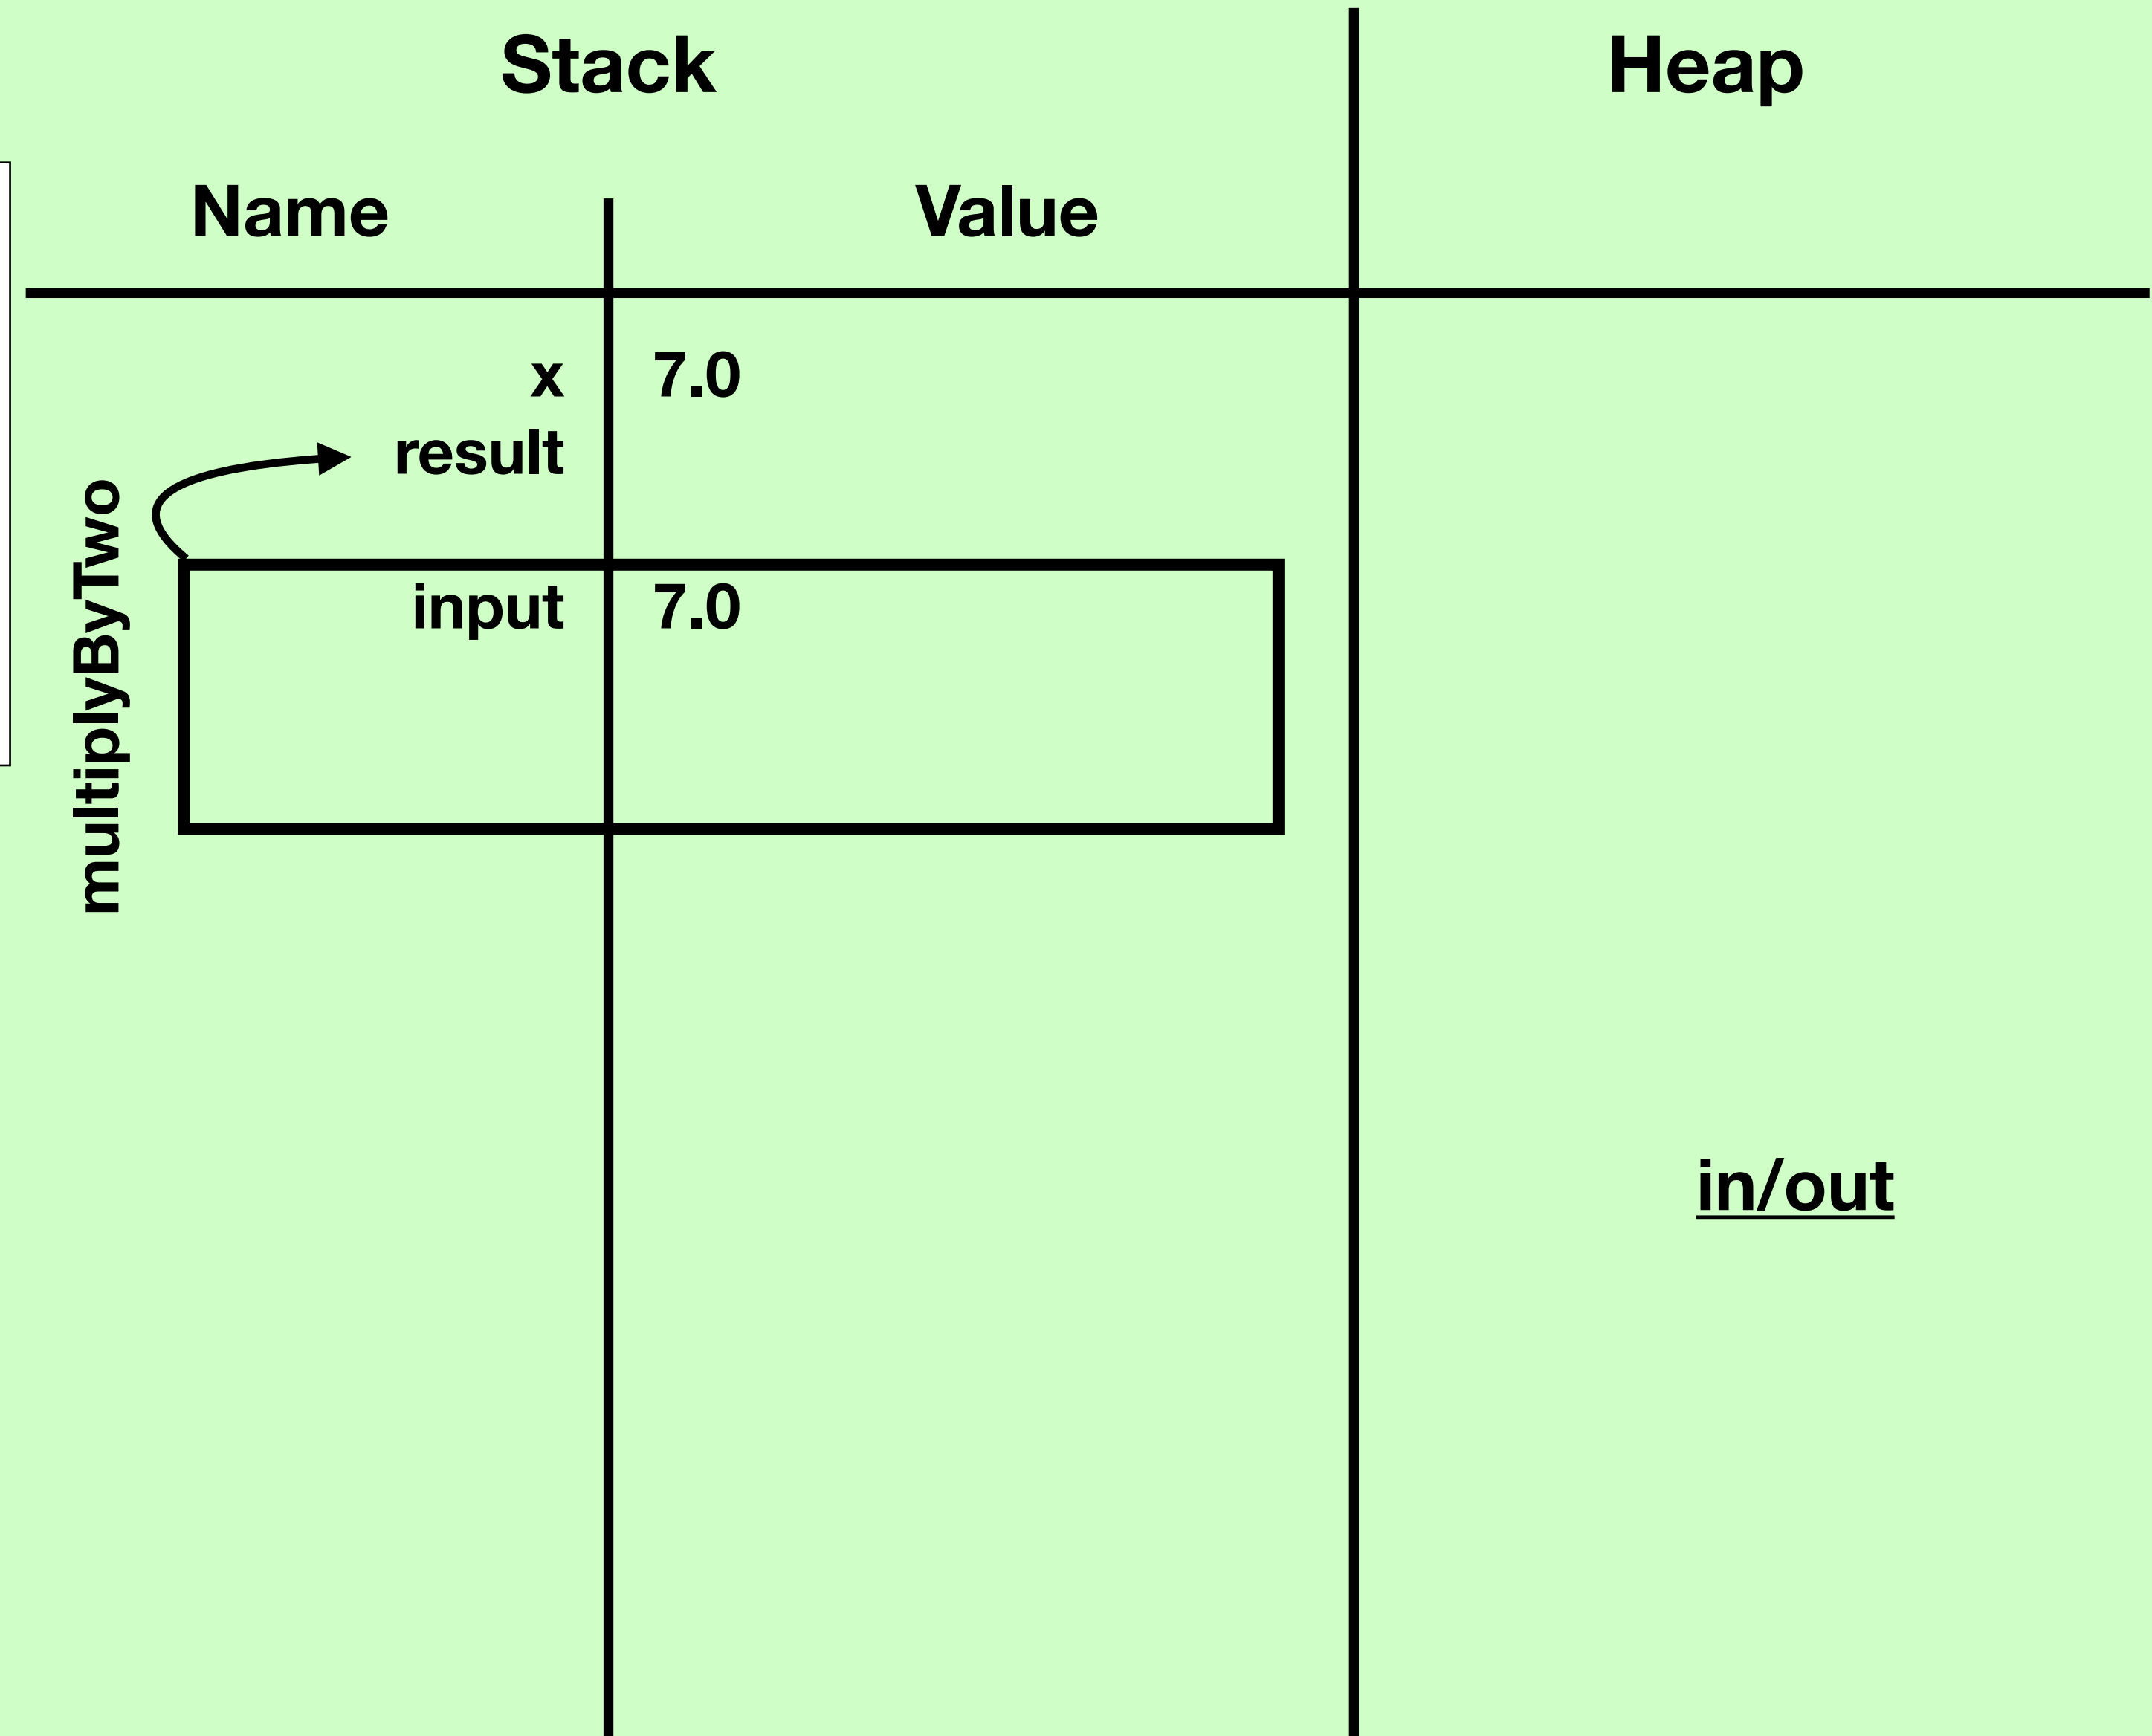 Stack Heap
Name Value
x 7.0
result
multiplyByTwo
input 7.0
in/out